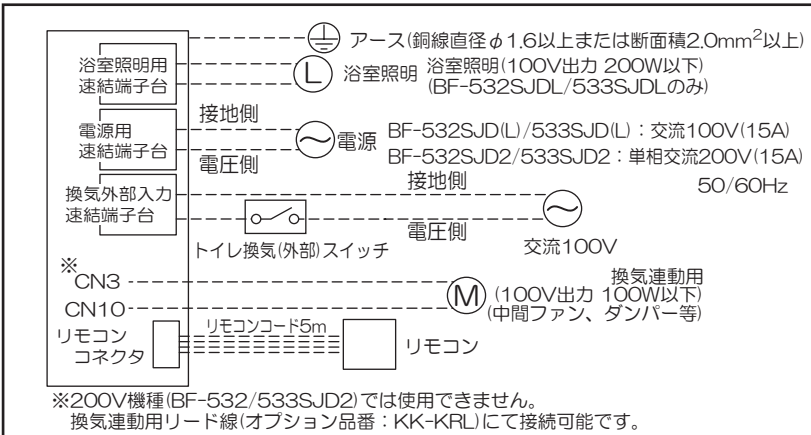 アース(銅線直径φ1.6以上または断面積2.0mm²以上)
浴室照明用
速結端子台
L
浴室照明
浴室照明(100V出力 200W以下)
(BF-532SJDL/533SJDLのみ)
電源用
速結端子台
接地側
電圧側
電源
BF-532SJD(L)/533SJD(L)：交流100V(15A)
BF-532SJD2/533SJD2：単相交流200V(15A)
50/60Hz
換気外部入力
速結端子台
接地側
トイレ換気(外部)スイッチ
電圧側
交流100V
※
CN3
CN10
M
換気連動用
(100V出力 100W以下)
(中間ファン、ダンパー等)
リモコン
コネクタ
リモコンコード5m
リモコン
※200V機種(BF-532/533SJD2)では使用できません。
換気連動用リード線(オプション品番：KK-KRL)にて接続可能です。